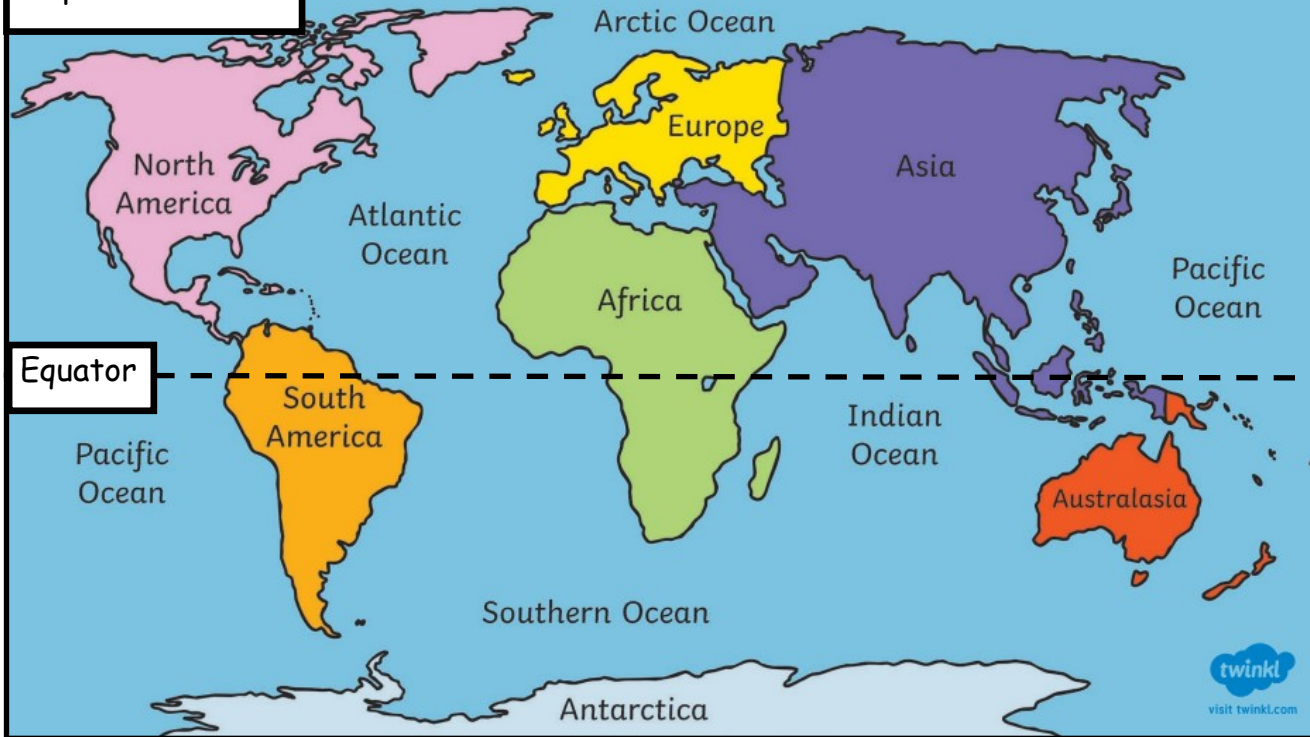 Arctic Ocean
North
America
Europe
Asia
Atlantic
Ocean
Africa
Pacific
Ocean
Equator
South
America
Indian
Ocean
Pacific
Ocean
Australasia
Southern Ocean
Antarctica
twinkl
visit twinkl.com